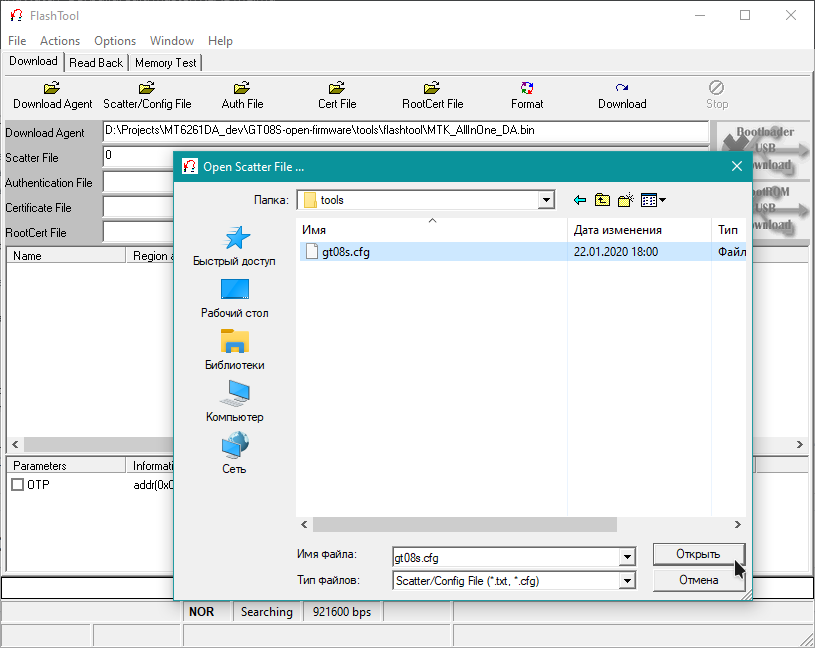 FlashTool
File Actions Options Window Help
Download Read Back Memory Test
Download Agent Scatter/Config File Auth File Cert File RootCert File Format Download Stop
Download Agent D:\Projects\MT6261DA_dev\GT08S-open-firmware\tools\flashtool\MTK_AllInOne_DA.bin
Scatter File 0
Authentication File
Certificate File
RootCert File
Bootloader
USB
wnload
otROM
USB
wnload
Name Region a
Parameters Informati
OTP addr(0x0
Open Scatter File ...
Папка: tools
Имя Дата изменения Тип
gt08s.cfg 22.01.2020 18:00 Файл
Быстрый доступ
Рабочий стол
Библиотеки
Компьютер
Сеть
Имя файла: gt08s.cfg Открыть
Тип файлов: Scatter/Config File (*.txt, *.cfg) Отмена
NOR Searching 921600 bps